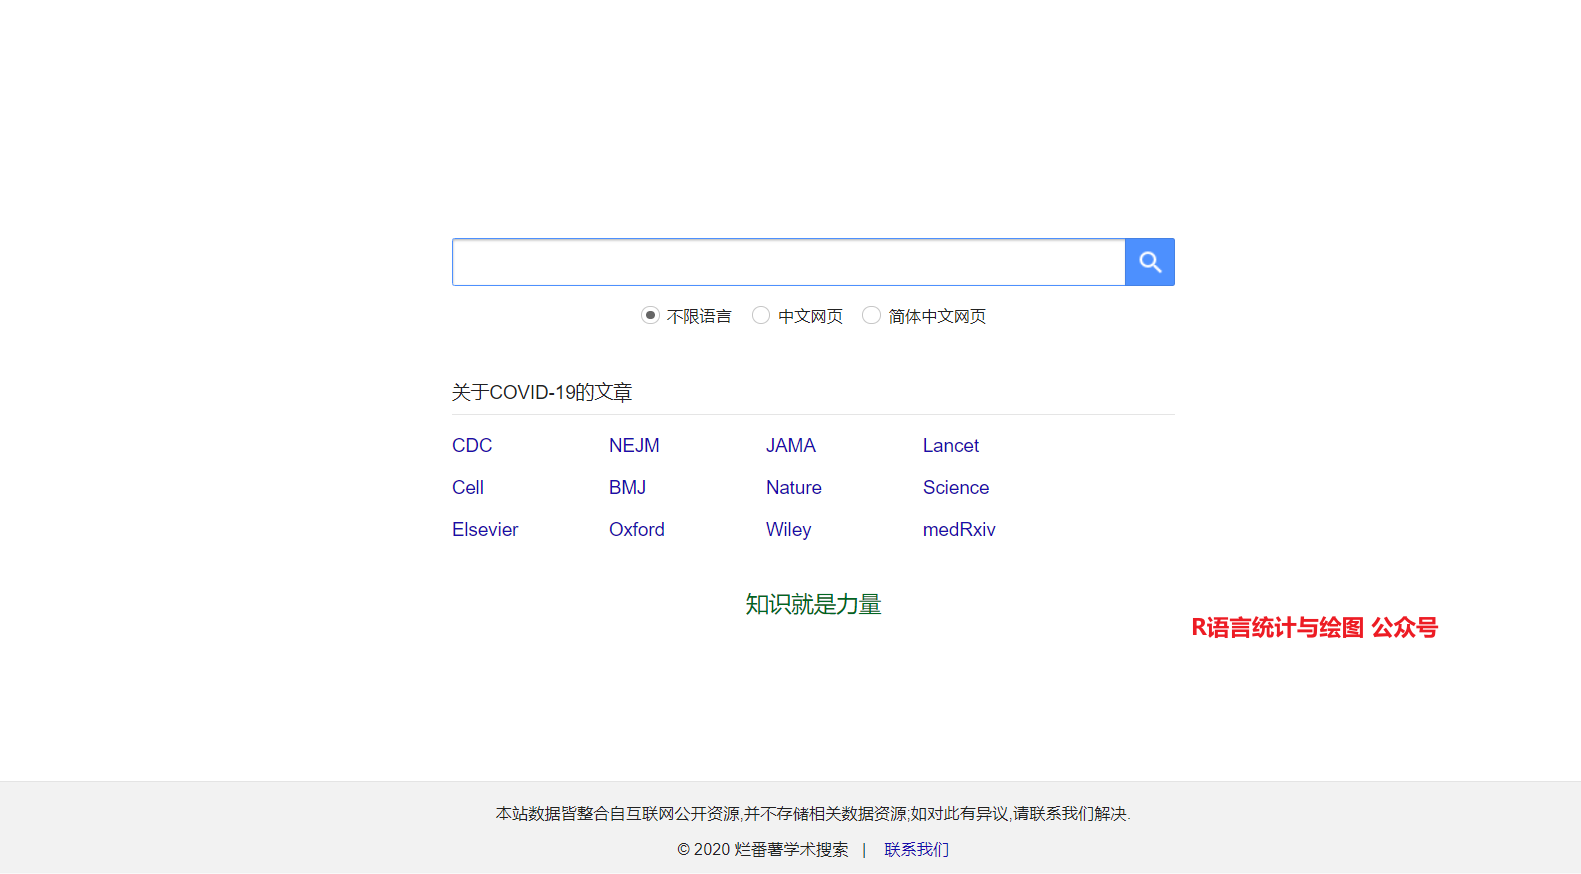 不限语言 中文网页 简体中文网页
关于COVID-19的文章
CDC NEJM JAMA Lancet
Cell BMJ Nature Science
Elsevier Oxford Wiley medRxiv
知识就是力量
R语言统计与绘图 公众号
本站数据皆整合自互联网公开资源,并不存储相关数据资源;如对此有异议,请联系我们解决.
© 2020 烂番薯学术搜索 | 联系我们